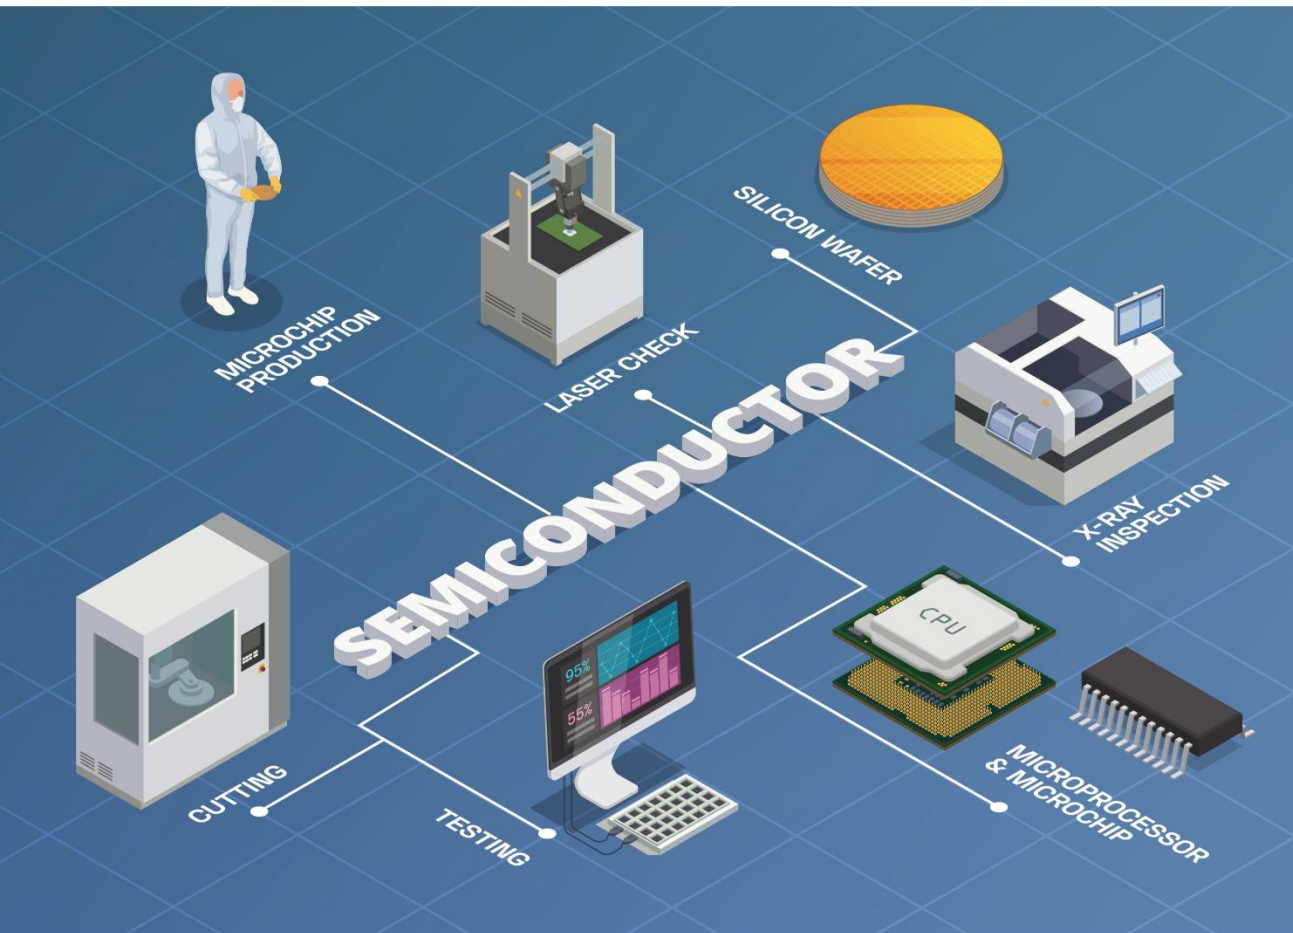 SILICON WAFER
MICROCHIP
PRODUCTION
LASER CHECK
SEMICONDUCTOR
X-RAY
INSPECTION
CPU
95%
55%
CUTTING
TESTING
MICROPROCESSOR
& MICROCHIP